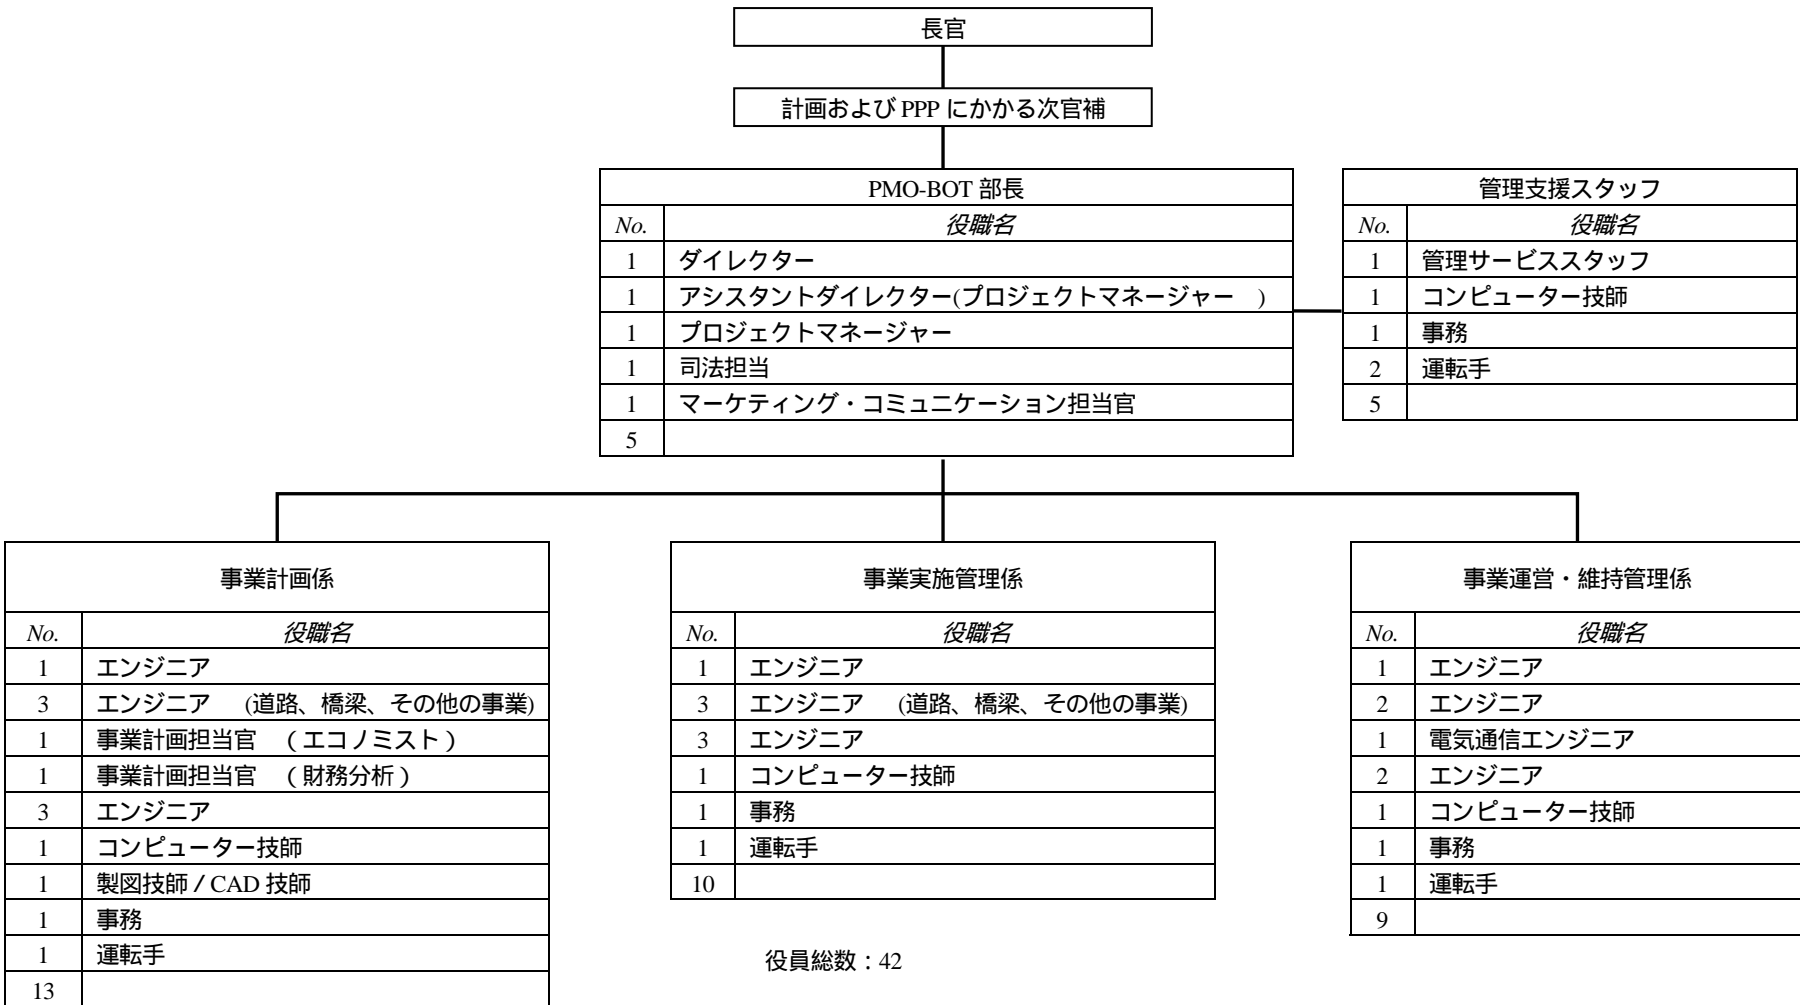 長官
計画および PPP にかかる次官補
PMO-BOT 部長
No. 役職名
1 ダイレクター
1 アシスタントダイレクター(プロジェクトマネージャー　)
1 プロジェクトマネージャー
1 司法担当
1 マーケティング・コミュニケーション担当官
5
管理支援スタッフ
No. 役職名
1 管理サービススタッフ
1 コンピューター技師
1 事務
2 運転手
5
事業計画係
No. 役職名
1 エンジニア
3 エンジニア　(道路、橋梁、その他の事業)
1 事業計画担当官　（エコノミスト）
1 事業計画担当官　（財務分析）
3 エンジニア
1 コンピューター技師
1 製図技師／CAD 技師
1 事務
1 運転手
13
事業実施管理係
No. 役職名
1 エンジニア
3 エンジニア　(道路、橋梁、その他の事業)
3 エンジニア
1 コンピューター技師
1 事務
1 運転手
10
事業運営・維持管理係
No. 役職名
1 エンジニア
2 エンジニア
1 電気通信エンジニア
2 エンジニア
1 コンピューター技師
1 事務
1 運転手
9
役員総数：42